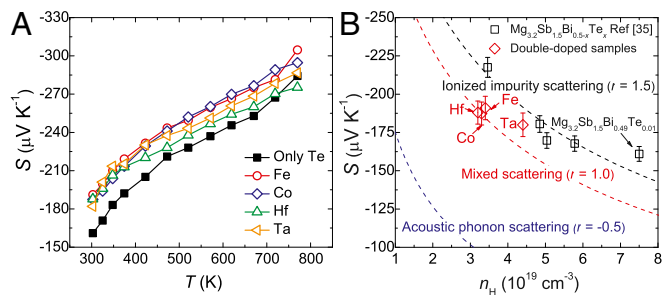 A
-330
-300
-270
-240
-210
-180
-150
S (μV K⁻¹)
300 400 500 600 700 800
T (K)
Only Te
Fe
Co
Hf
Ta
B
-250
-225
-200
-175
-150
-125
-100
S (μV K⁻¹)
1 2 3 4 5 6 7 8
n_H (10¹⁹ cm⁻³)
Mg₃.₂Sb₁.₅Bi₀.₅₋ₓTeₓ Ref [35]
Double-doped samples
Ionized impurity scattering (r = 1.5)
Hf
Fe
Co
Ta
Mg₃.₂Sb₁.₅Bi₀.₄₉Te₀.₀₁
Mixed scattering (r = 1.0)
Acoustic phonon scattering (r = -0.5)